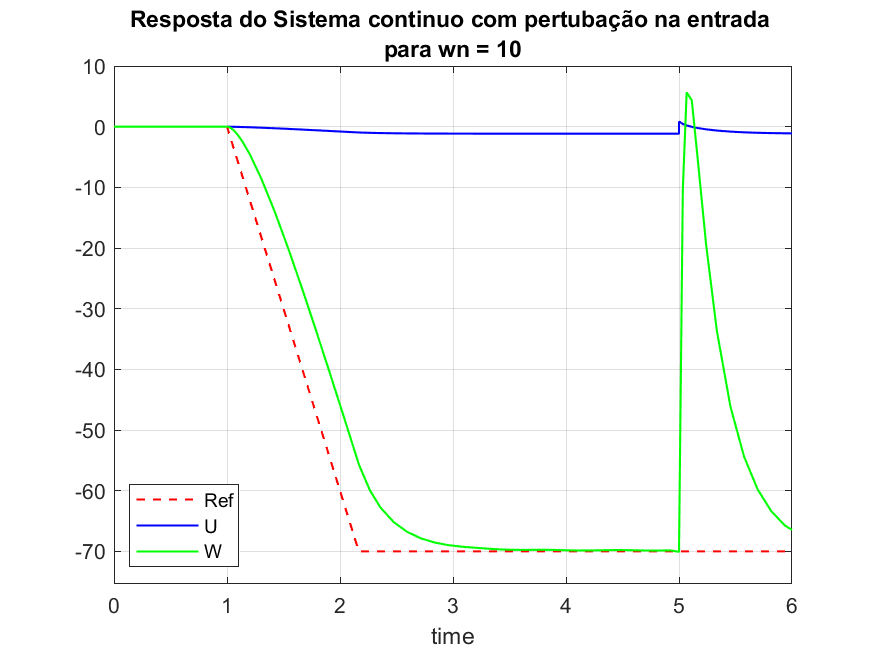 Resposta do Sistema continuo com pertubação na entrada
para wn = 10
10
0
-10
-20
-30
-40
-50
-60
-70
Ref
U
W
0 1 2 3 4 5 6
time